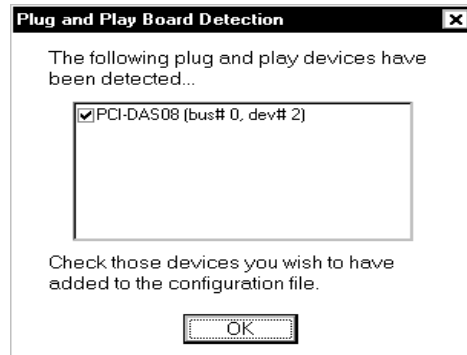 Plug and Play Board Detection
The following plug and play devices have
been detected...
PCI-DAS08 (bus# 0, dev# 2)
Check those devices you wish to have
added to the configuration file.
OK